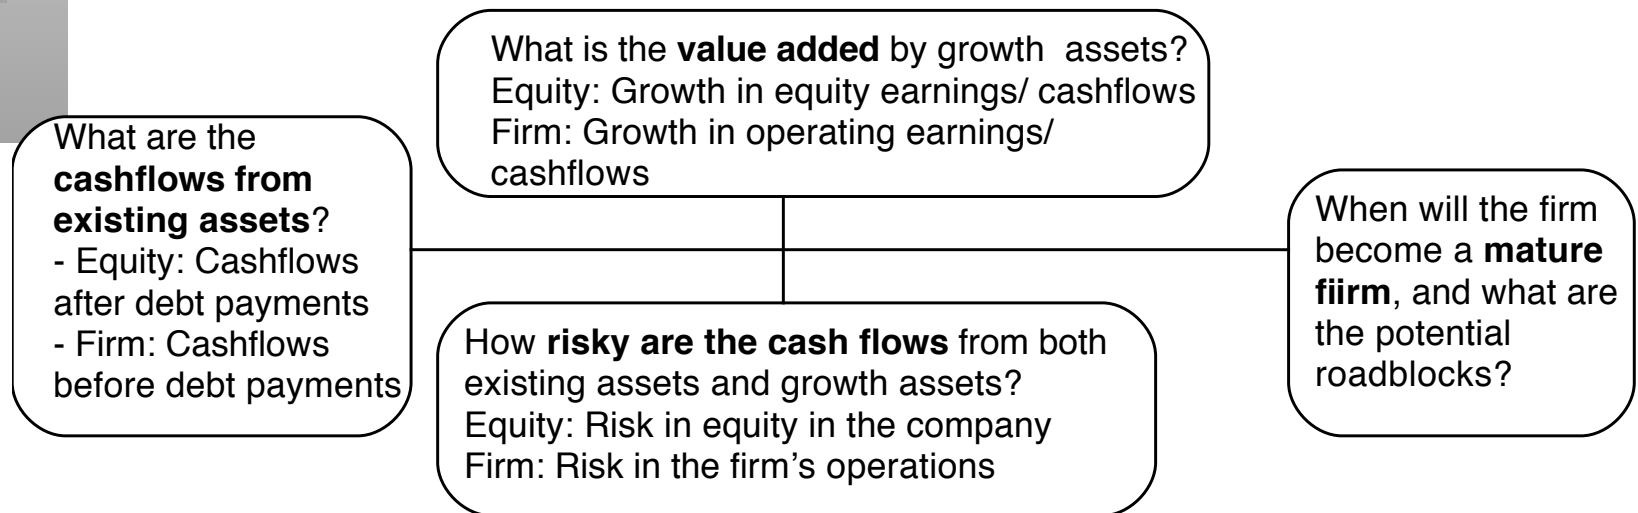 What is the value added by growth  assets?
Equity: Growth in equity earnings/ cashflows
Firm: Growth in operating earnings/
cashflows
What are the
cashflows from
existing assets?
- Equity: Cashflows
after debt payments
- Firm: Cashflows
before debt payments
How risky are the cash flows from both
existing assets and growth assets?
Equity: Risk in equity in the company
Firm: Risk in the firm’s operations
When will the firm
become a mature
fiirm, and what are
the potential
roadblocks?